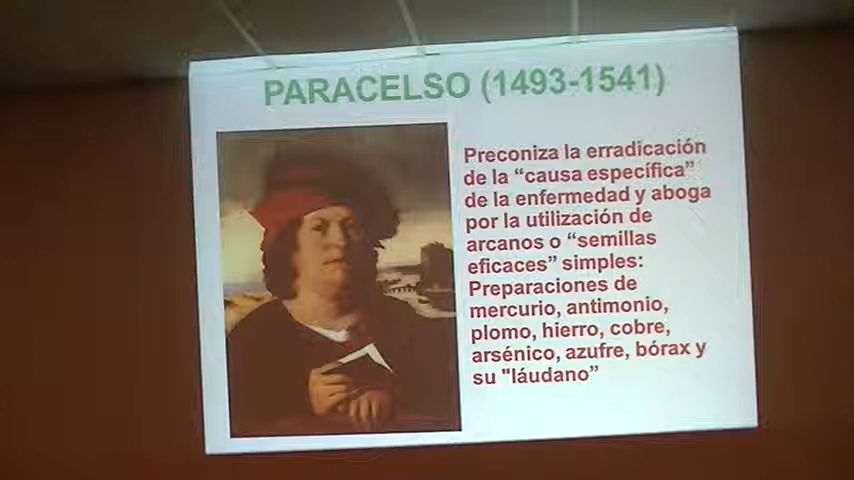 PARACELSO (1493-1541)
Preconiza la erradicación
de la “causa específica”
de la enfermedad y aboga
por la utilización de
arcanos o “semillas
eficaces” simples:
Preparaciones de
mercurio, antimonio,
plomo, hierro, cobre,
arsénico, azufre, bórax y
su "láudano”